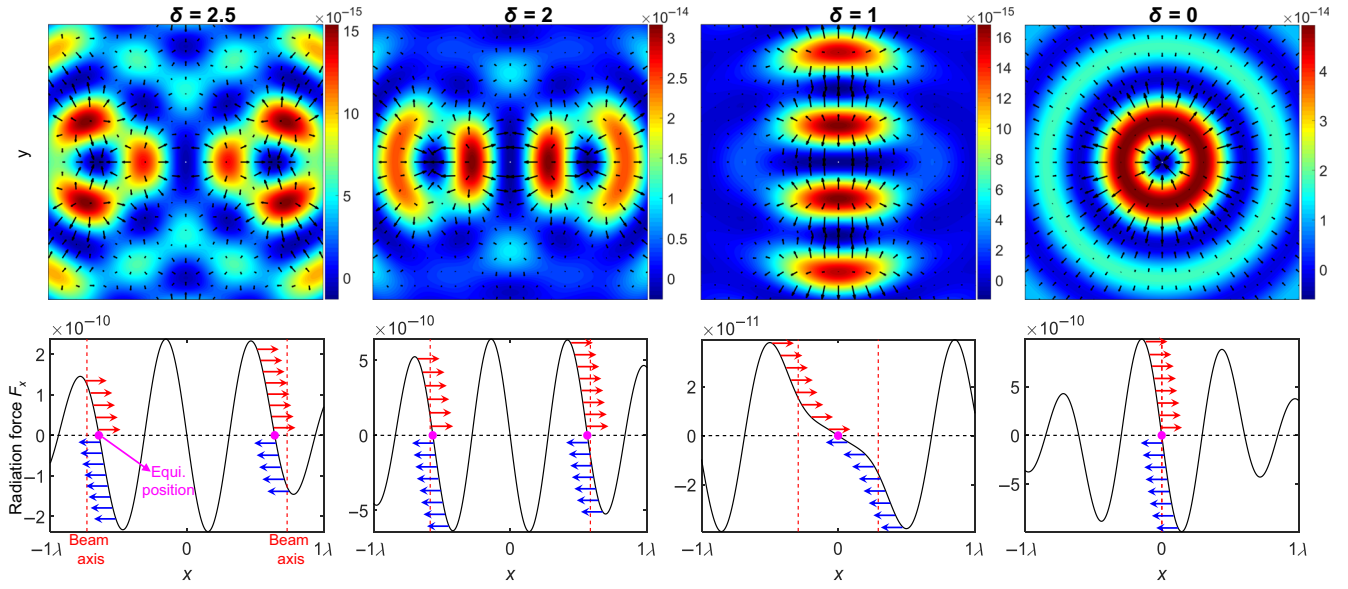 δ = 2.5
×10⁻¹⁵
δ = 2
×10⁻¹⁴
δ = 1
×10⁻¹⁵
δ = 0
×10⁻¹⁴
y
15
10
5
0
3
2.5
2
1.5
1
0.5
0
16
14
12
10
8
6
4
2
0
4
3
2
1
0
×10⁻¹⁰
×10⁻¹⁰
×10⁻¹¹
×10⁻¹⁰
Radiation force Fₓ
2
1
0
−1
−2
Equi.
position
5
0
−5
2
0
−2
5
0
−5
−1λ 0 1λ
Beam
axis
Beam
axis
x
−1λ 0 1λ
x
−1λ 0 1λ
x
−1λ 0 1λ
x